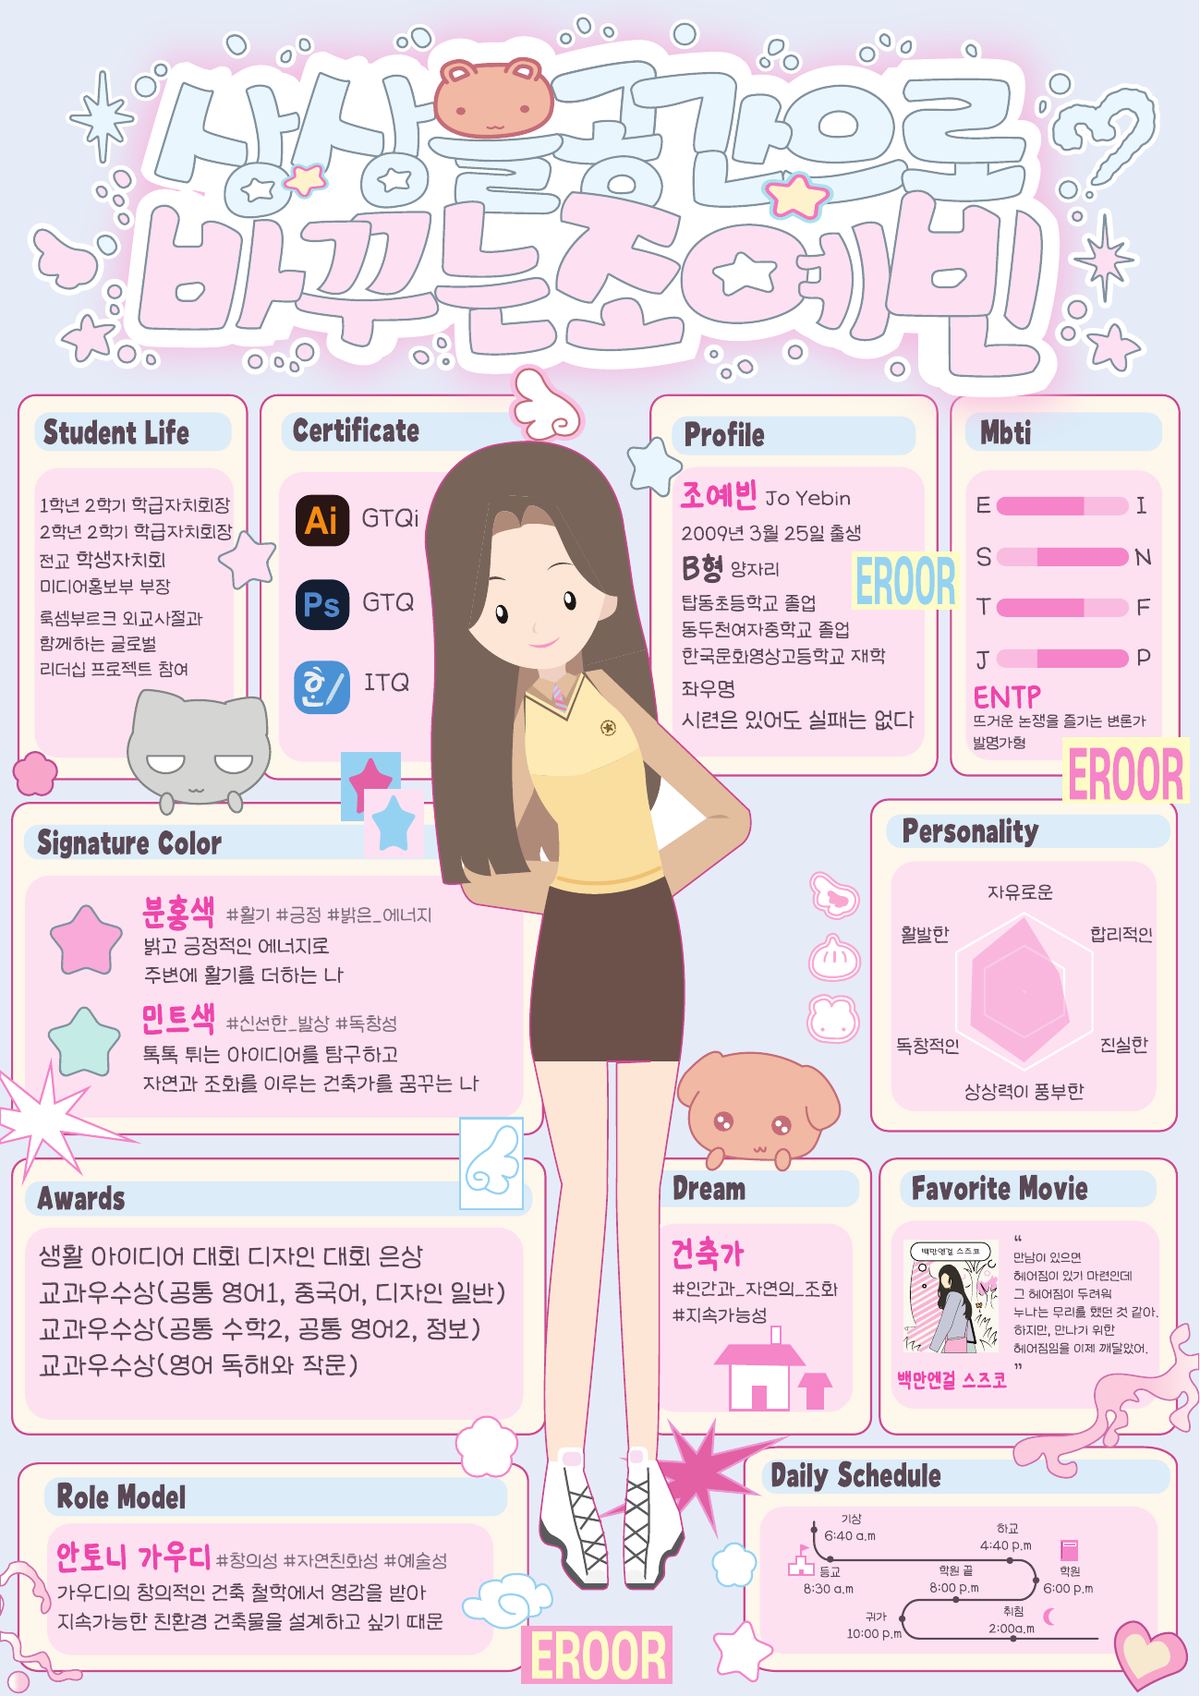 상상을 공간으로
바꾸는 조예빈
Student Life
1학년 2학기 학급자치회장
2학년 2학기 학급자치회장
전교 학생자치회
미디어홍보부 부장
룩셈부르크 외교사절과
함께하는 글로벌
리더십 프로젝트 참여
Certificate
Ai GTQi
Ps GTQ
한 ITQ
Profile
조예빈 Jo Yebin
2009년 3월 25일 출생
B형 양자리
탑동초등학교 졸업
동두천여자중학교 졸업
한국문화영상고등학교 재학
좌우명
시련은 있어도 실패는 없다
EROOR
Mbti
E I
S N
T F
J P
ENTP
뜨거운 논쟁을 즐기는 변론가
발명가형
EROOR
Signature Color
분홍색 #활기 #긍정 #밝은_에너지
밝고 긍정적인 에너지로
주변에 활기를 더하는 나
민트색 #신선한_발상 #독창성
톡톡 튀는 아이디어를 탐구하고
자연과 조화를 이루는 건축가를 꿈꾸는 나
Personality
자유로운
활발한
합리적인
독창적인
진실한
상상력이 풍부한
Awards
생활 아이디어 대회 디자인 대회 은상
교과우수상(공통 영어1, 중국어, 디자인 일반)
교과우수상(공통 수학2, 공통 영어2, 정보)
교과우수상(영어 독해와 작문)
Dream
건축가
#인간과_자연의_조화
#지속가능성
Favorite Movie
백만엔걸 스즈코
“
만남이 있으면
헤어짐이 있기 마련인데
그 헤어짐이 두려워
누나는 무리를 했던 것 같아.
하지만, 만나기 위한
헤어짐임을 이제 깨달았어.
”
백만엔걸 스즈코
Role Model
안토니 가우디 #창의성 #자연친화성 #예술성
가우디의 창의적인 건축 철학에서 영감을 받아
지속가능한 친환경 건축물을 설계하고 싶기 때문
EROOR
Daily Schedule
기상
6:40 a.m
등교
8:30 a.m
하교
4:40 p.m
학원
6:00 p.m
학원 끝
8:00 p.m
귀가
10:00 p.m
취침
2:00a.m